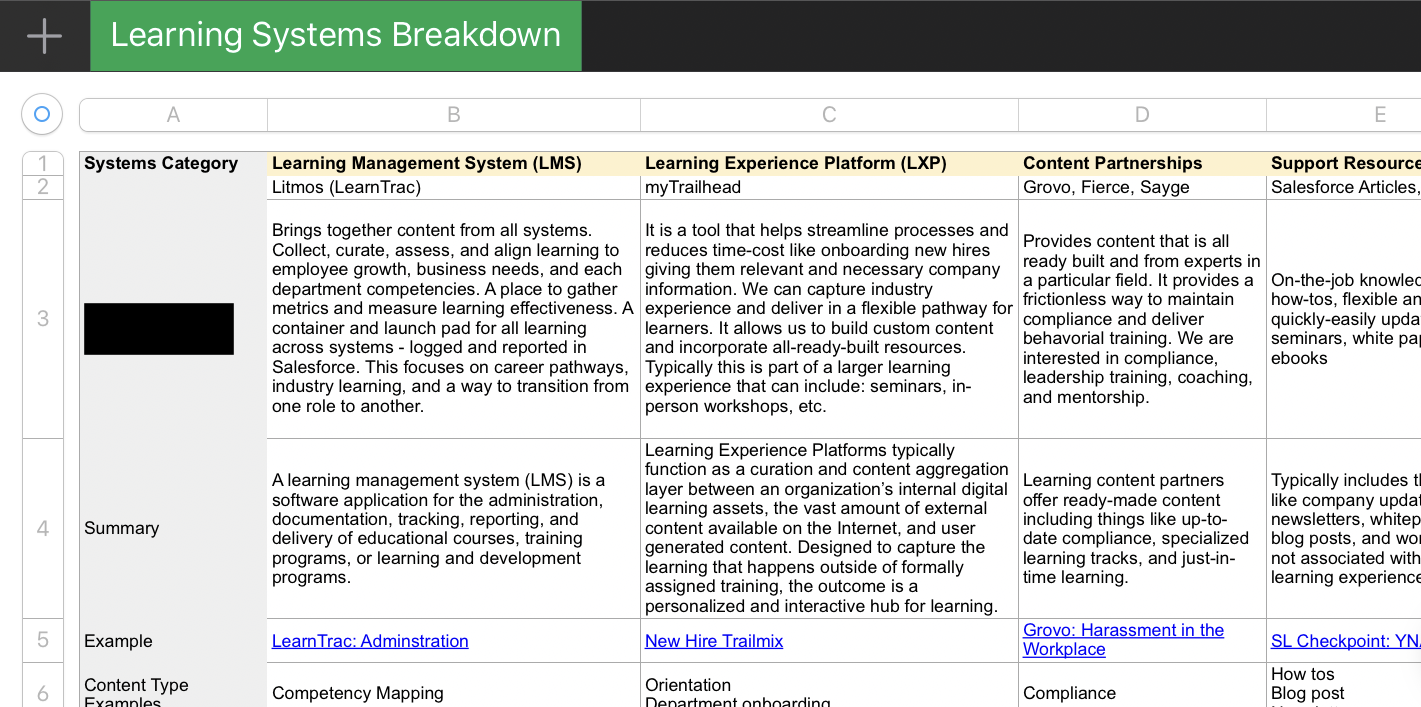 Learning Systems Breakdown
A B C D E
1 Systems Category Learning Management System (LMS) Learning Experience Platform (LXP) Content Partnerships Support Resource
2 Litmos (LearnTrac) myTrailhead Grovo, Fierce, Sayge Salesforce Articles,
3
Brings together content from all systems.
Collect, curate, assess, and align learning to
employee growth, business needs, and each
department competencies. A place to gather
metrics and measure learning effectiveness. A
container and launch pad for all learning
across systems - logged and reported in
Salesforce. This focuses on career pathways,
industry learning, and a way to transition from
one role to another.
It is a tool that helps streamline processes and
reduces time-cost like onboarding new hires
giving them relevant and necessary company
information. We can capture industry
experience and deliver in a flexible pathway for
learners. It allows us to build custom content
and incorporate all-ready-built resources.
Typically this is part of a larger learning
experience that can include: seminars, in-
person workshops, etc.
Provides content that is all
ready built and from experts in
a particular field. It provides a
frictionless way to maintain
compliance and deliver
behavorial training. We are
interested in compliance,
leadership training, coaching,
and mentorship.
On-the-job
how-tos, flexible
quickly-easily
seminars, white
ebooks
4
Summary
A learning management system (LMS) is a
software application for the administration,
documentation, tracking, reporting, and
delivery of educational courses, training
programs, or learning and development
programs.
Learning Experience Platforms typically
function as a curation and content aggregation
layer between an organization’s internal digital
learning assets, the vast amount of external
content available on the Internet, and user
generated content. Designed to capture the
learning that happens outside of formally
assigned training, the outcome is a
personalized and interactive hub for learning.
Learning content partners
offer ready-made content
including things like up-to-
date compliance, specialized
learning tracks, and just-in-
time learning.
Typically includes
like company
newsletters,
blog posts, and
not associated with
learning experience
5
Example
LearnTrac: Adminstration
New Hire Trailmix
Grovo: Harassment in the
Workplace
SL Checkpoint:
6
Content Type
Examples
Competency Mapping
Orientation
Department onboarding
Compliance
How tos
Blog post